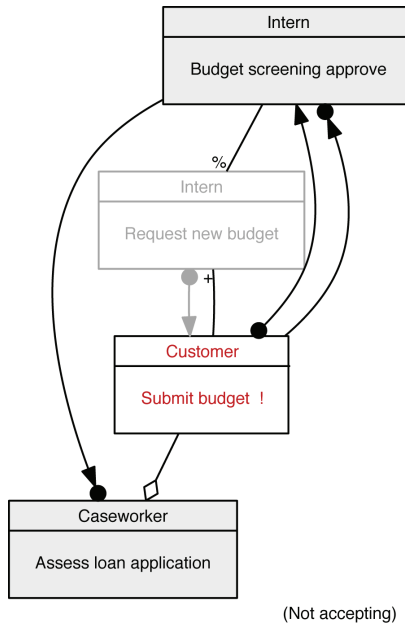 Intern
Budget screening approve
%
Intern
Request new budget
+
Customer
Submit budget  !
Caseworker
Assess loan application
(Not accepting)